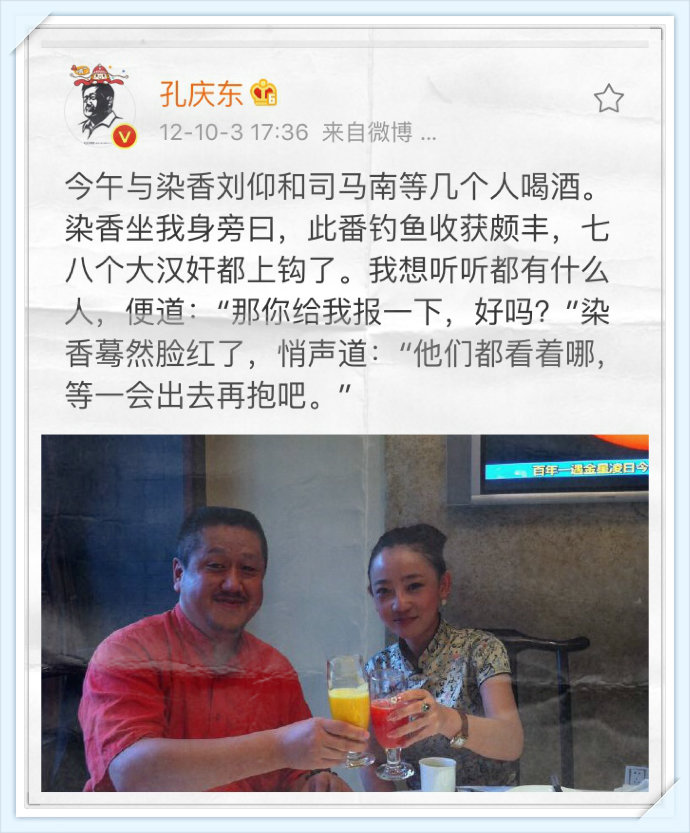 孔庆东
12-10-3 17:36 来自微博 ...
今午与染香刘仰和司马南等几个人喝酒。
染香坐我身旁曰，此番钓鱼收获颇丰，七
八个大汉奸都上钩了。我想听听都有什么
人，便道：“那你给我报一下，好吗？”染
香蓦然脸红了，悄声道：“他们都看着哪，
等一会出去再抱吧。”
百年一遇金星凌日今